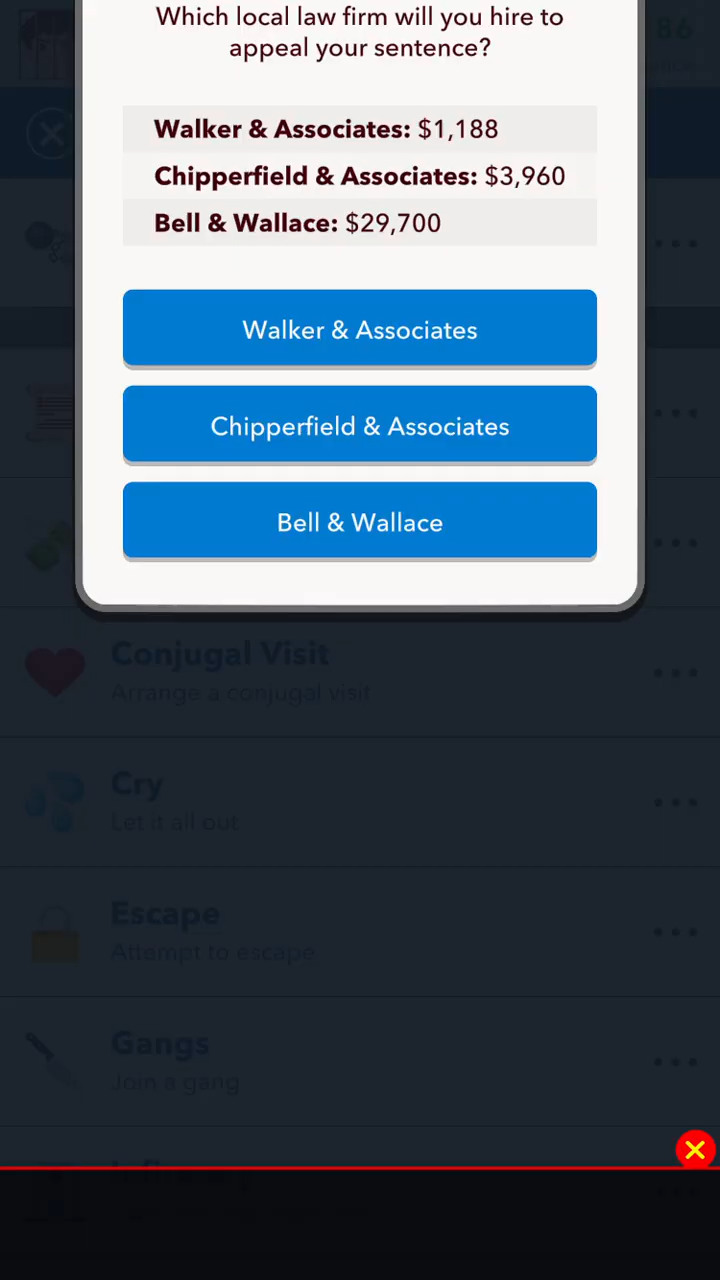 Which local law firm will you hire to
appeal your sentence?
86
Walker & Associates: $1,188
Chipperfield & Associates: $3,960
Bell & Wallace: $29,700
Walker & Associates
Chipperfield & Associates
Bell & Wallace
Conjugal Visit
Arrange a conjugal visit
Cry
Let it all out
Escape
Attempt to escape
Gangs
Join a gang